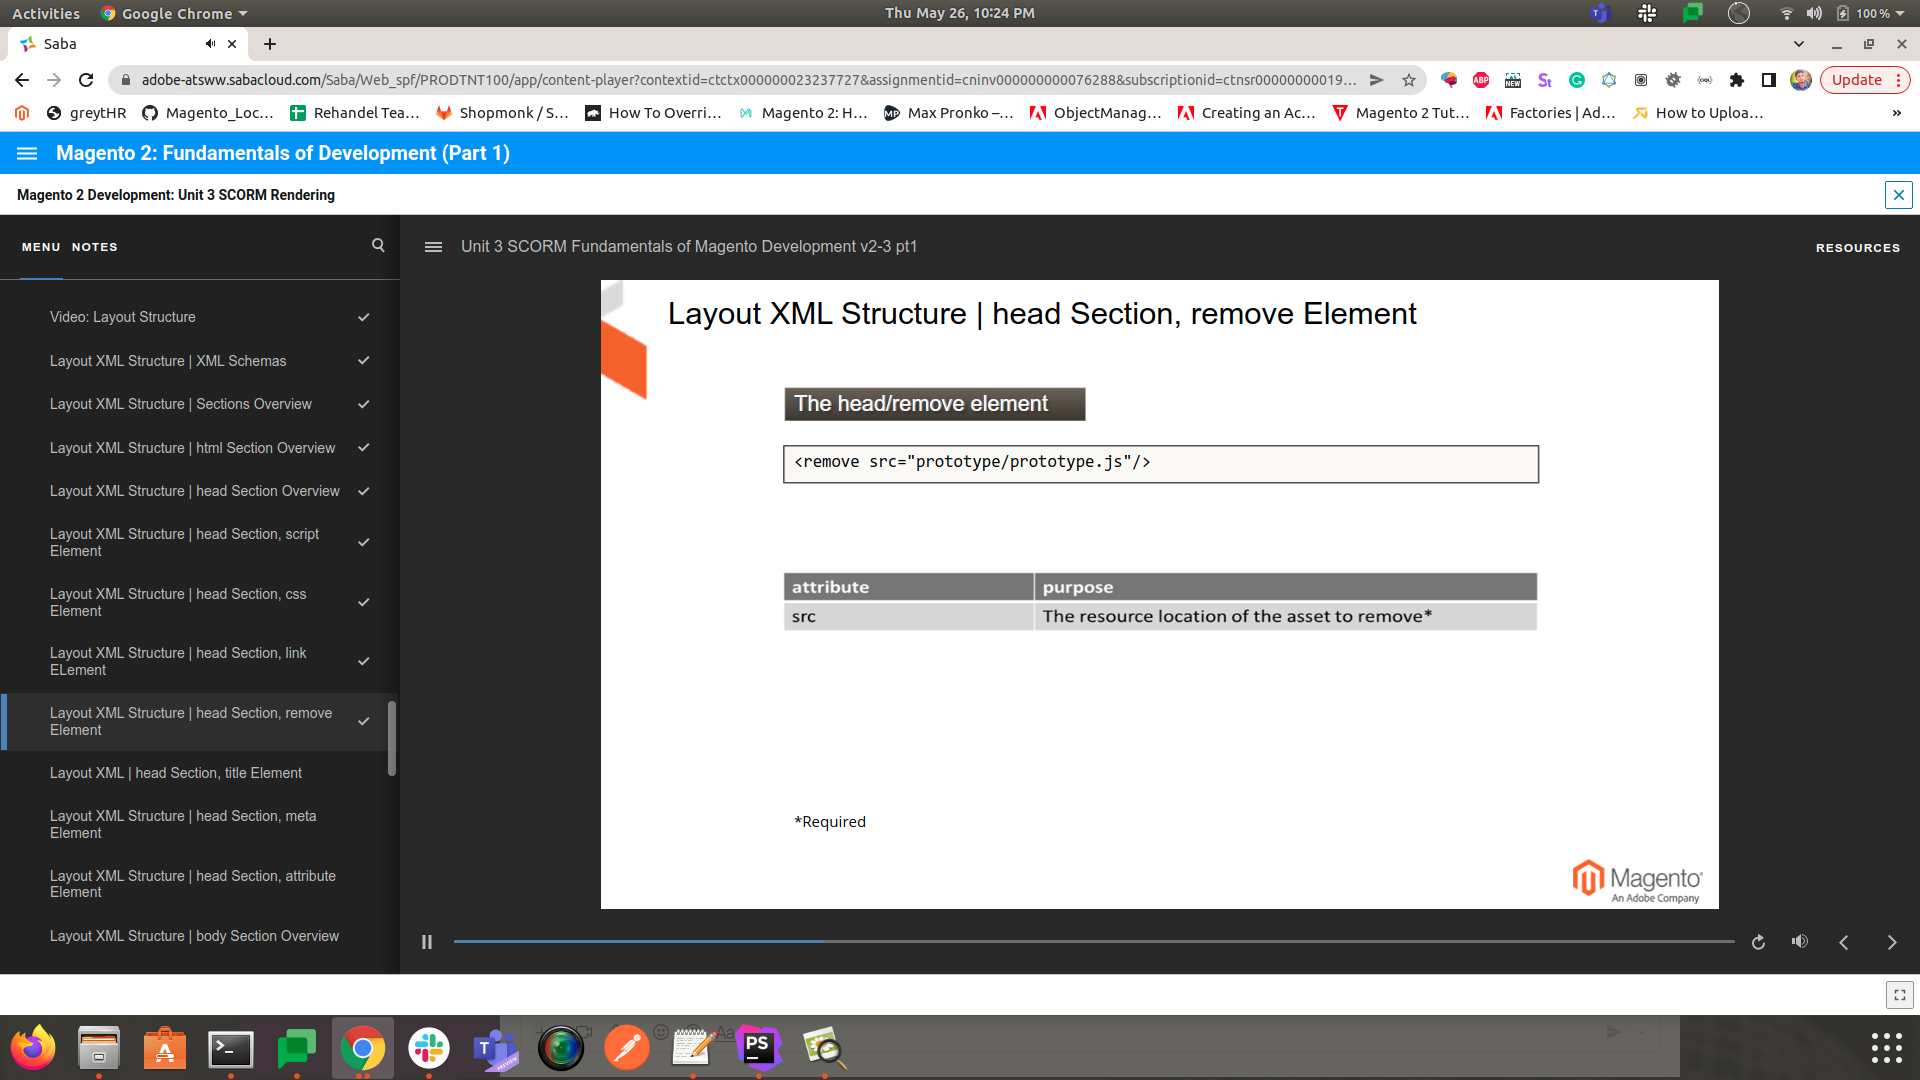 Activities Google Chrome Thu May 26, 10:24 PM 100 %
Saba
adobe-atsww.sabacloud.com/Saba/Web_spf/PRODTNT100/app/content-player?contextid=ctctx000000023237727&assignmentid=cninv000000000076288&subscriptionid=ctnsr00000000019... ABP NEW St Update
greytHR Magento_Loc... Rehandel Tea... Shopmonk / S... How To Overri... Magento 2: H... Max Pronko –... ObjectManag... Creating an Ac... Magento 2 Tut... Factories | Ad... How to Uploa... »
Magento 2: Fundamentals of Development (Part 1)
Magento 2 Development: Unit 3 SCORM Rendering
MENU NOTES
Unit 3 SCORM Fundamentals of Magento Development v2-3 pt1
RESOURCES
Video: Layout Structure
Layout XML Structure | XML Schemas
Layout XML Structure | Sections Overview
Layout XML Structure | html Section Overview
Layout XML Structure | head Section Overview
Layout XML Structure | head Section, script
Element
Layout XML Structure | head Section, css
Element
Layout XML Structure | head Section, link
ELement
Layout XML Structure | head Section, remove
Element
Layout XML | head Section, title Element
Layout XML Structure | head Section, meta
Element
Layout XML Structure | head Section, attribute
Element
Layout XML Structure | body Section Overview
Layout XML Structure | head Section, remove Element
The head/remove element
<remove src="prototype/prototype.js"/>
attribute purpose
src The resource location of the asset to remove*
*Required
Magento
An Adobe Company
PS